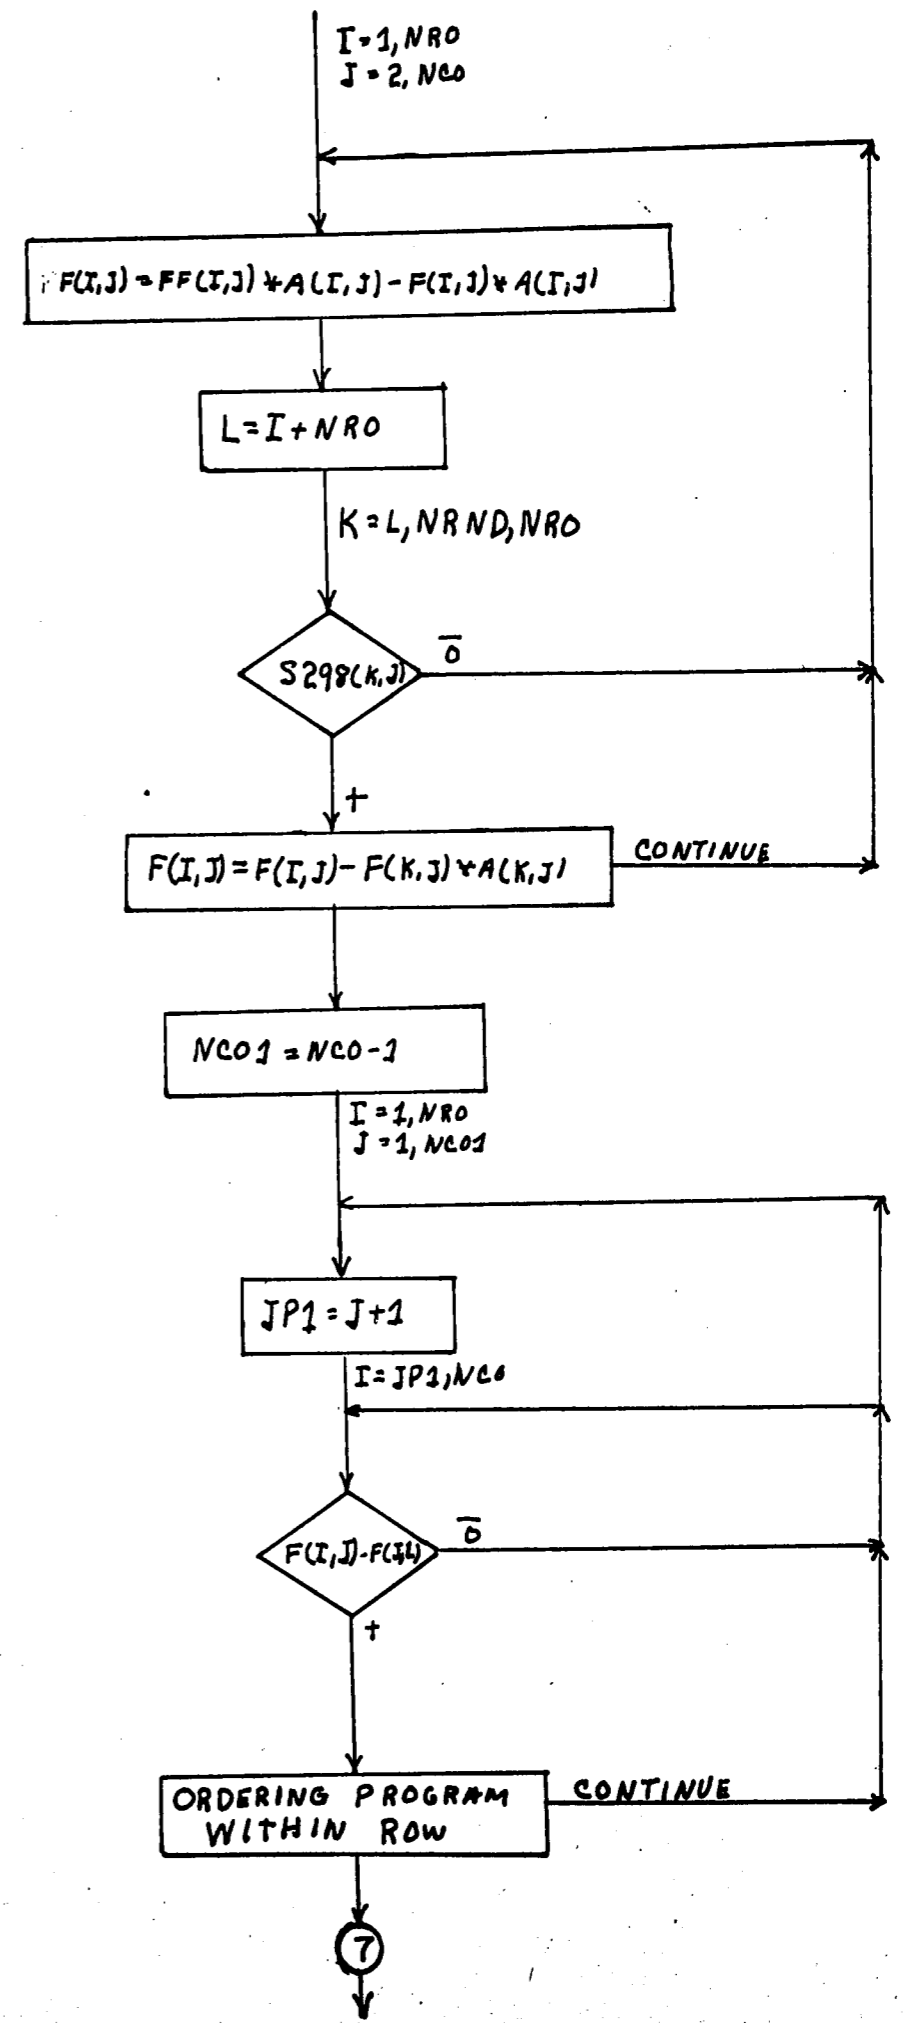 I=1, NRO
J=2, NCO
F(I,J)=FF(I,J)*A(I,J)-F(I,J)*A(I,J)
L=I+NRO
K=L,NRND,NRO
S298(K,J)
‾0
+
F(I,J)=F(I,J)-F(K,J)*A(K,J)
CONTINUE
NCO1=NCO-1
I=1,NRO
J=1,NCO1
JP1=J+1
I=JP1,NCO
F(I,J)-F(I,L)
‾0
+
ORDERING PROGRAM
WITHIN ROW
CONTINUE
7